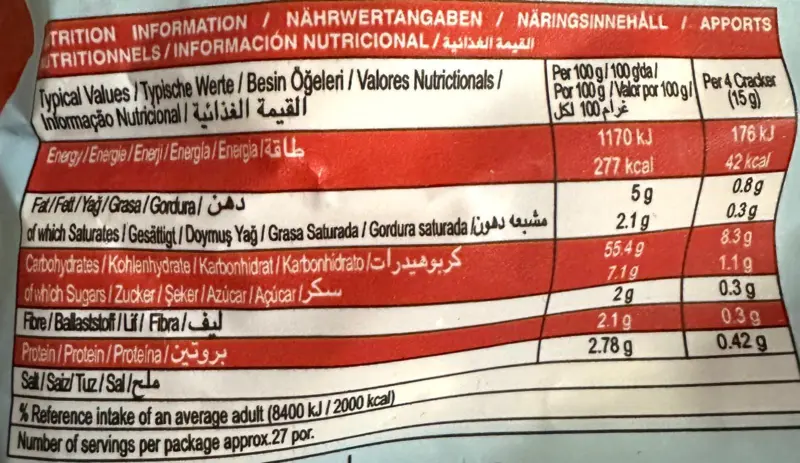 TRITION INFORMATION / NÄHRWERTANGABEN / NÄRINGSINNEHÅLL / APPORTS
UTRITIONNELS / INFORMACIÓN NUTRICIONAL / القيمة الغذائية
Typical Values / Typische Werte / Besin Öğeleri / Valores Nutrictionals /
Informação Nutricional / القيمة الغذائية
Per 100 g / 100 g'da /
Por 100 g / Valor por 100 g /
غرام 100 لكل
Per 4 Cracker
(15 g)
Energy / Energie / Enerji / Energía / Energia / طاقة
1170 kJ 176 kJ
277 kcal 42 kcal
Fat / Fett / Yağ / Grasa / Gordura / دهن 5 g 0.8 g
of which Saturates / Gesättigt / Doymuş Yağ / Grasa Saturada / Gordura saturada / مشبعه دهون 2.1 g 0.3 g
Carbohydrates / Kohlenhydrate / Karbonhidrat / Karbonhidrato / كربوهيدرات 55.4 g 8.3 g
of which Sugars / Zucker / Şeker / Azúcar / Açúcar / سكر 7.1 g 1.1 g
Fibre / Ballaststoff / Lif / Fibra / ليف 2 g 0.3 g
Protein / Protein / Proteína / بروتين 2.1 g 0.3 g
Salt / Salz / Tuz / Sal / ملح 2.78 g 0.42 g
% Reference intake of an average adult (8400 kJ / 2000 kcal)
Number of servings per package approx.27 por.